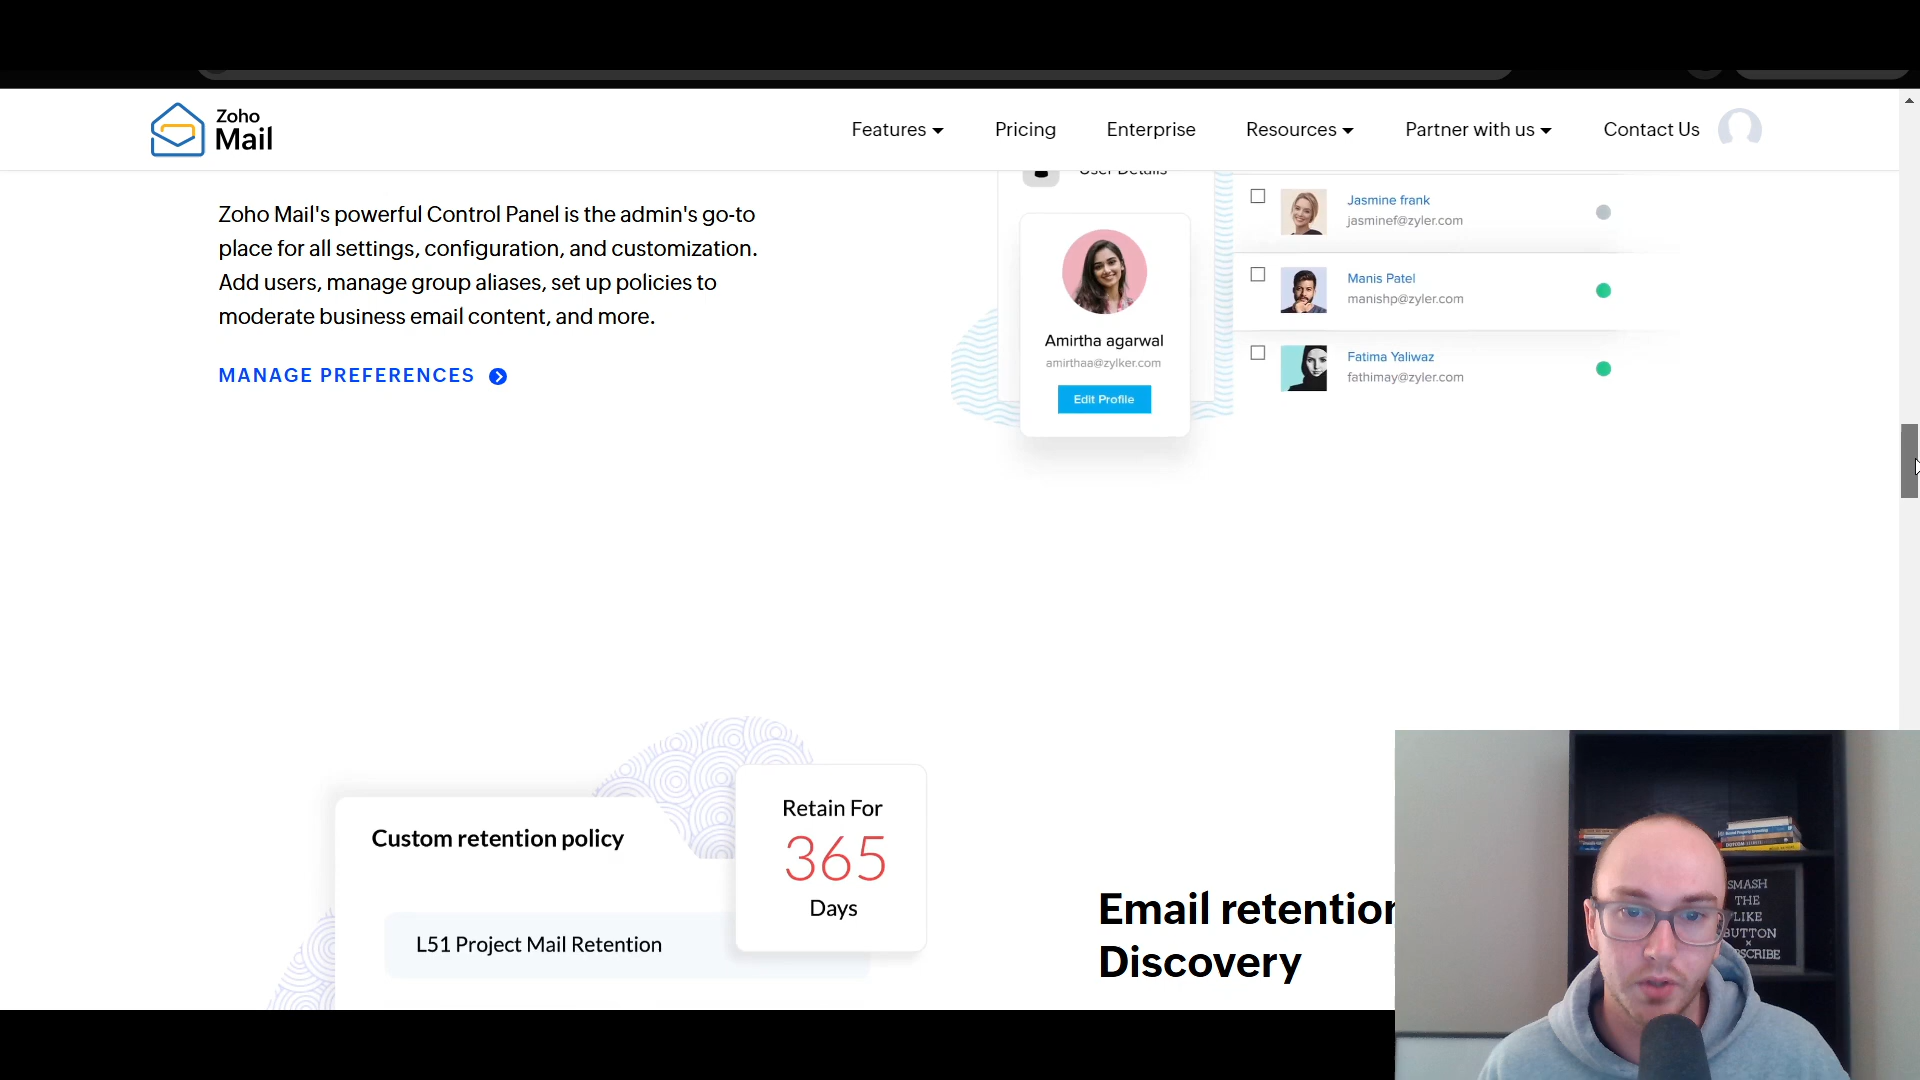 Zoho
Mail
Features
Pricing
Enterprise
Resources
Partner with us
Contact Us
User Details
Zoho Mail's powerful Control Panel is the admin's go-to
place for all settings, configuration, and customization.
Add users, manage group aliases, set up policies to
moderate business email content, and more.
MANAGE PREFERENCES
Amirtha agarwal
amirthaa@zylker.com
Edit Profile
Jasmine frank
jasminef@zyler.com
Manis Patel
manishp@zyler.com
Fatima Yaliwaz
fathimay@zyler.com
Custom retention policy
Retain For
365
Days
L51 Project Mail Retention
Email retention
Discovery
SMASH
THE
LIKE
BUTTON
×